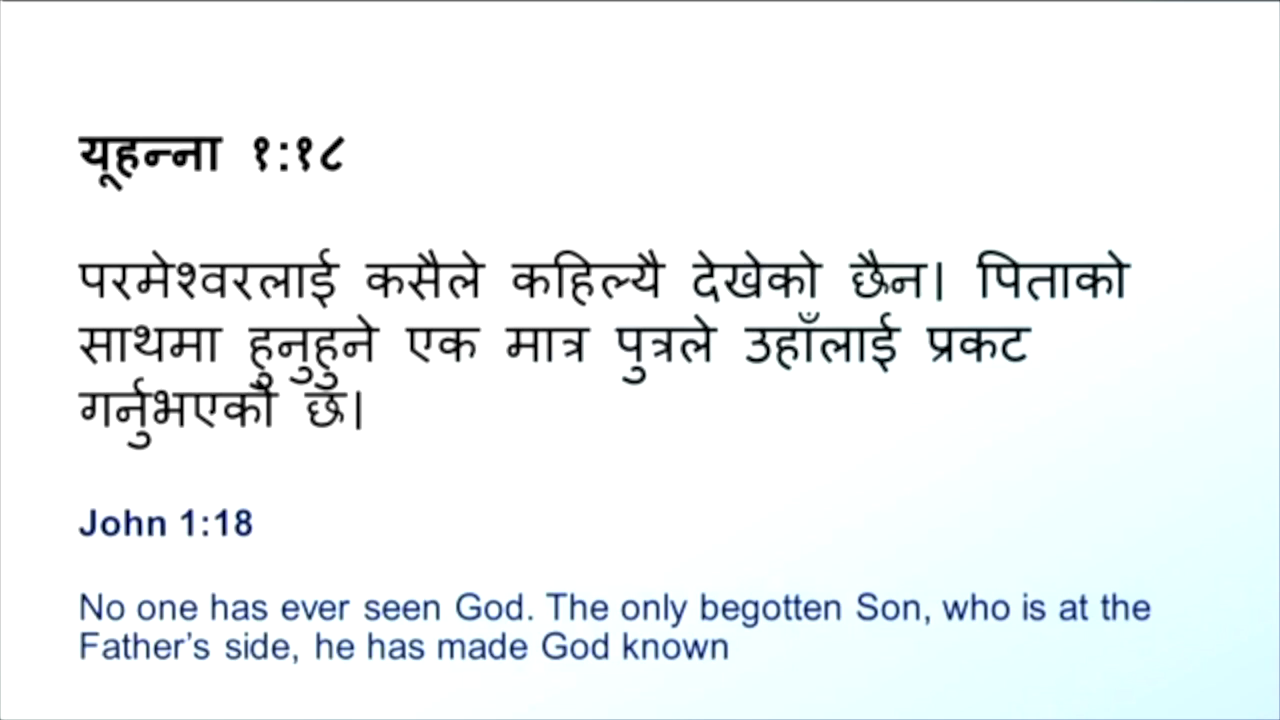 यूहन्ना १:१८
परमेश्वरलाई कसैले कहिल्यै देखेको छैन। पिताको
साथमा हुनुहुने एक मात्र पुत्रले उहाँलाई प्रकट
गर्नुभएको छ।
John 1:18
No one has ever seen God. The only begotten Son, who is at the
Father’s side, he has made God known